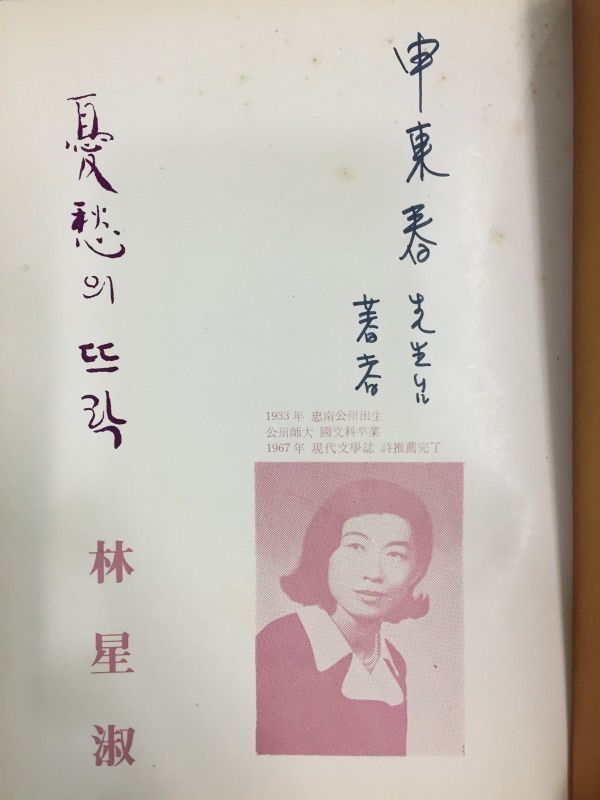 申東春 先生台
著者
憂愁의 뜨락
1933年 忠南公州出生
公州師大 國文科卒業
1967年 現代文學誌 詩推薦完了
林星淑